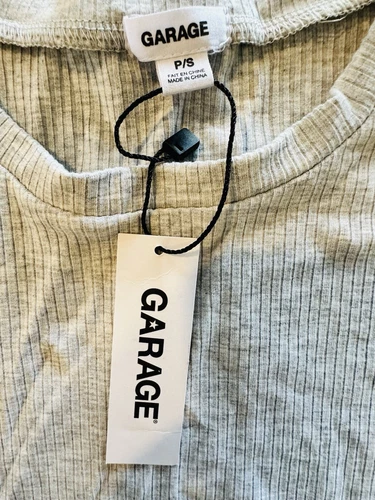 GARAGE
P/S
FAIT EN CHINE
MADE IN CHINA
GARAGE®